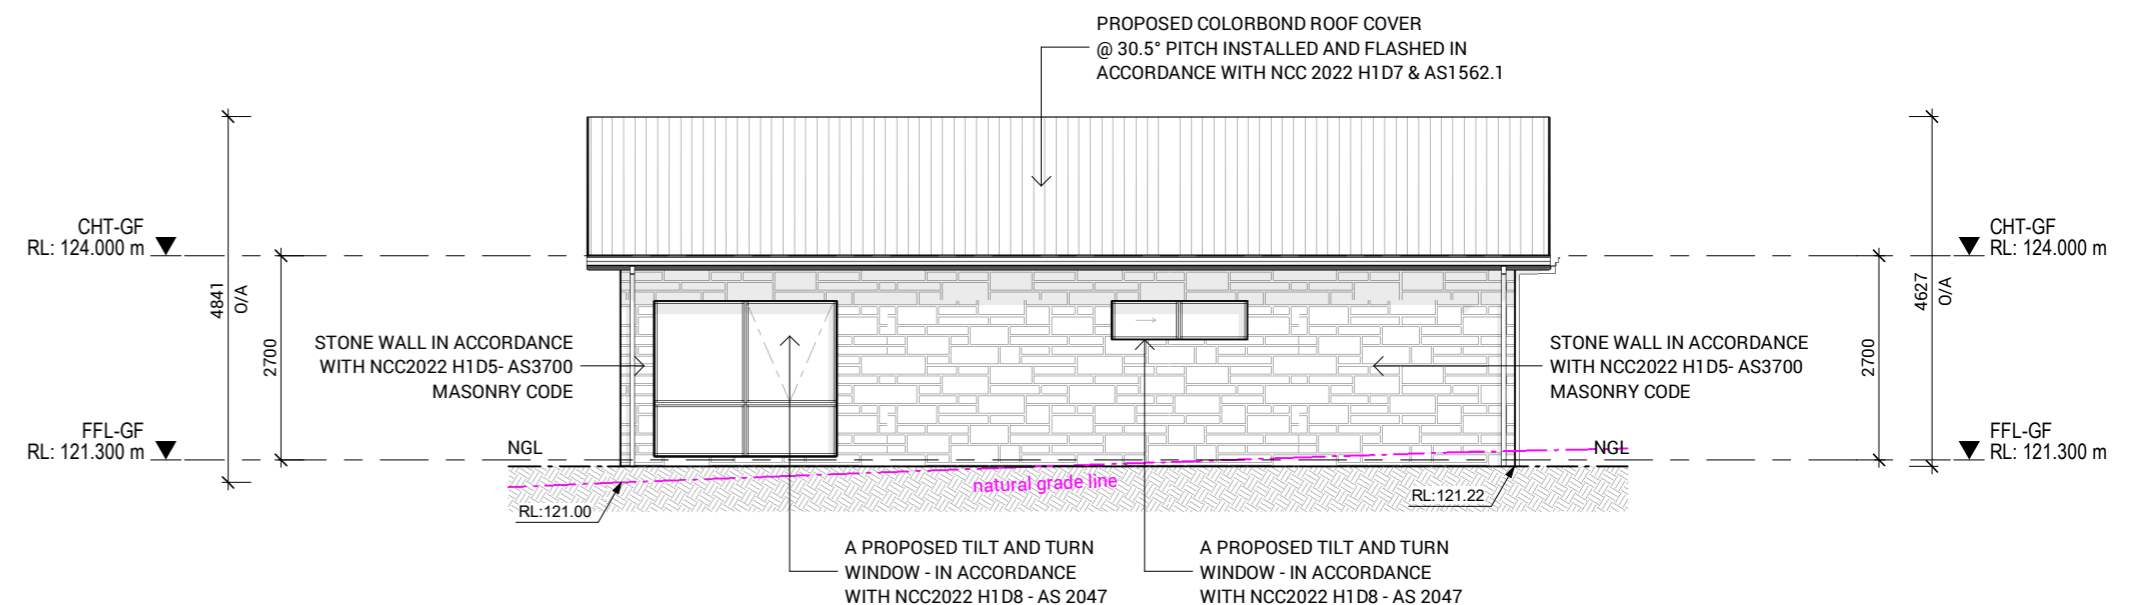 PROPOSED COLORBOND ROOF COVER
@ 30.5° PITCH INSTALLED AND FLASHED IN
ACCORDANCE WITH NCC 2022 H1D7 & AS1562.1
CHT-GF
RL: 124.000 m
4841
O/A
2700
STONE WALL IN ACCORDANCE
WITH NCC2022 H1D5- AS3700
MASONRY CODE
FFL-GF
RL: 121.300 m
NGL
RL:121.00
natural grade line
A PROPOSED TILT AND TURN
WINDOW - IN ACCORDANCE
WITH NCC2022 H1D8 - AS 2047
A PROPOSED TILT AND TURN
WINDOW - IN ACCORDANCE
WITH NCC2022 H1D8 - AS 2047
RL:121.22
NGL
STONE WALL IN ACCORDANCE
WITH NCC2022 H1D5- AS3700
MASONRY CODE
2700
4627
O/A
CHT-GF
RL: 124.000 m
FFL-GF
RL: 121.300 m